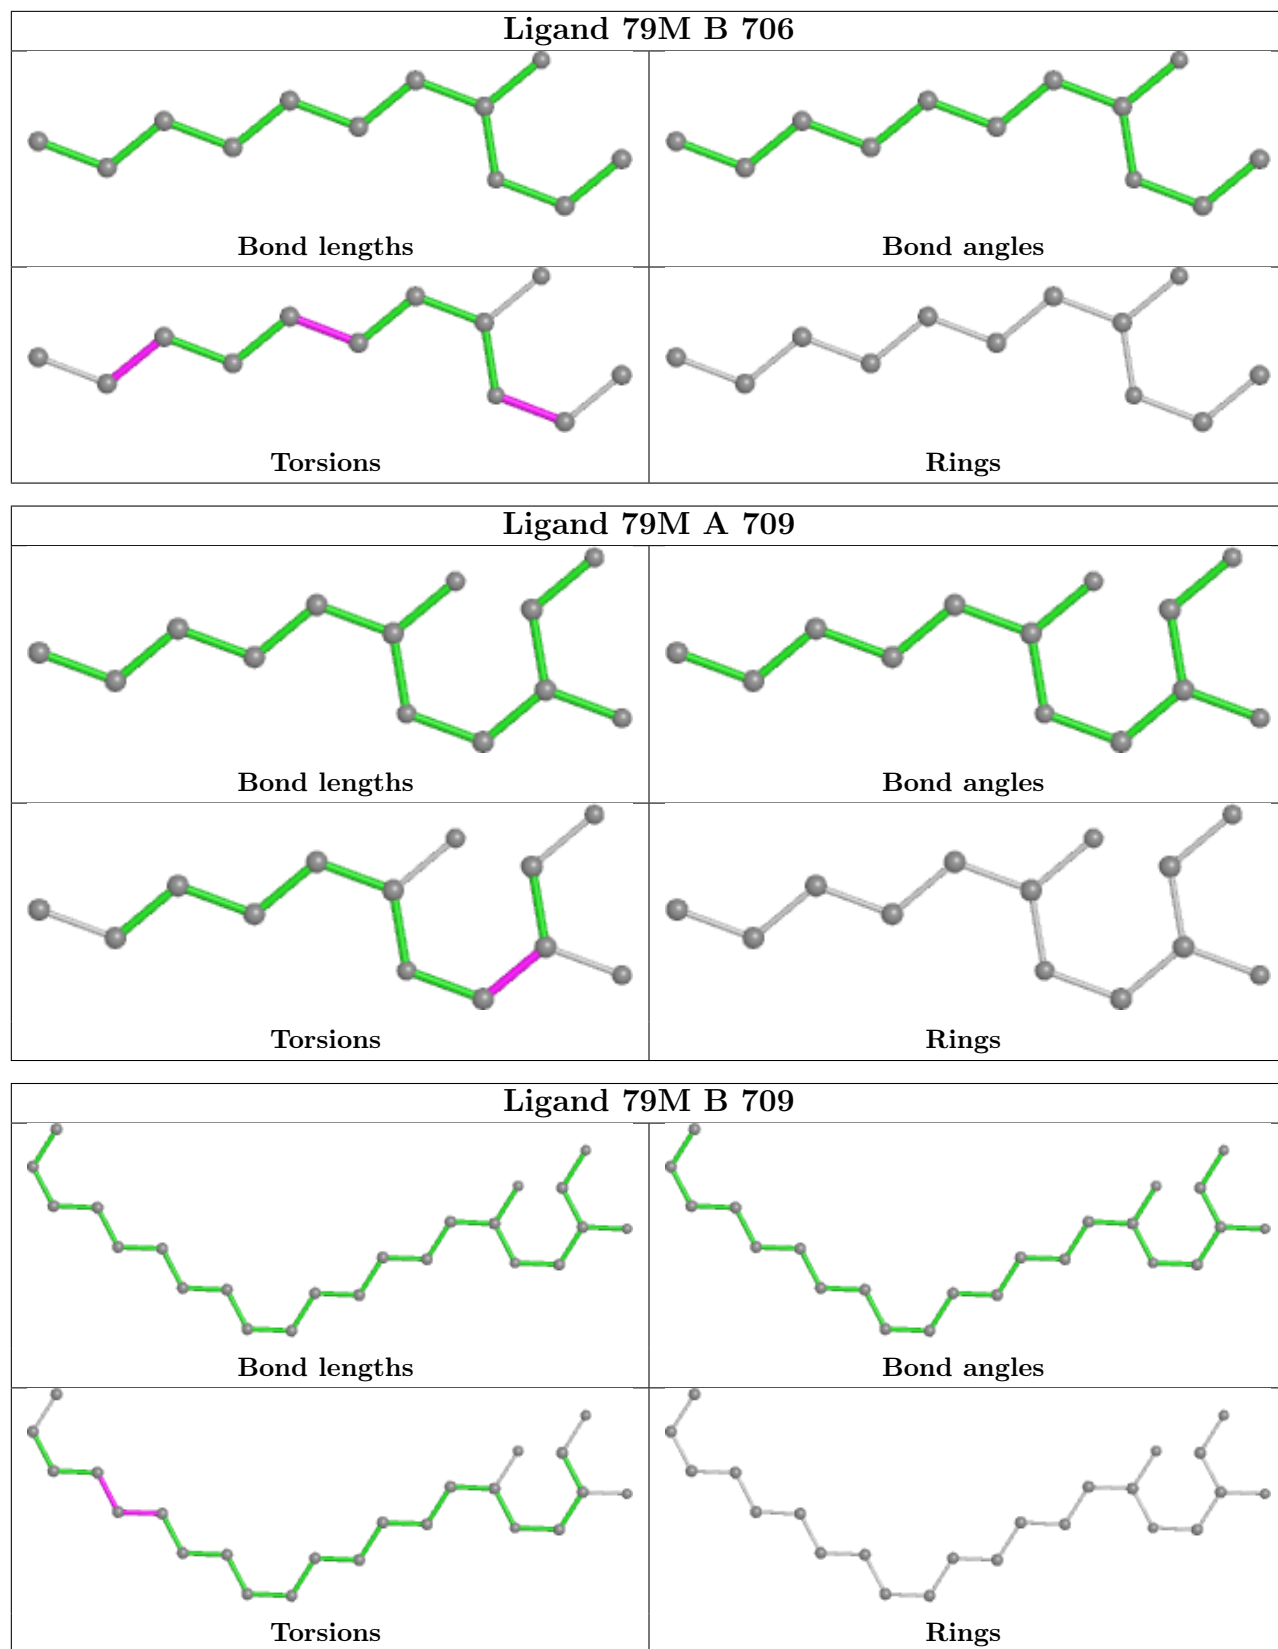 Ligand 79M B 706
Bond lengths
Bond angles
Torsions
Rings
Ligand 79M A 709
Bond lengths
Bond angles
Torsions
Rings
Ligand 79M B 709
Bond lengths
Bond angles
Torsions
Rings